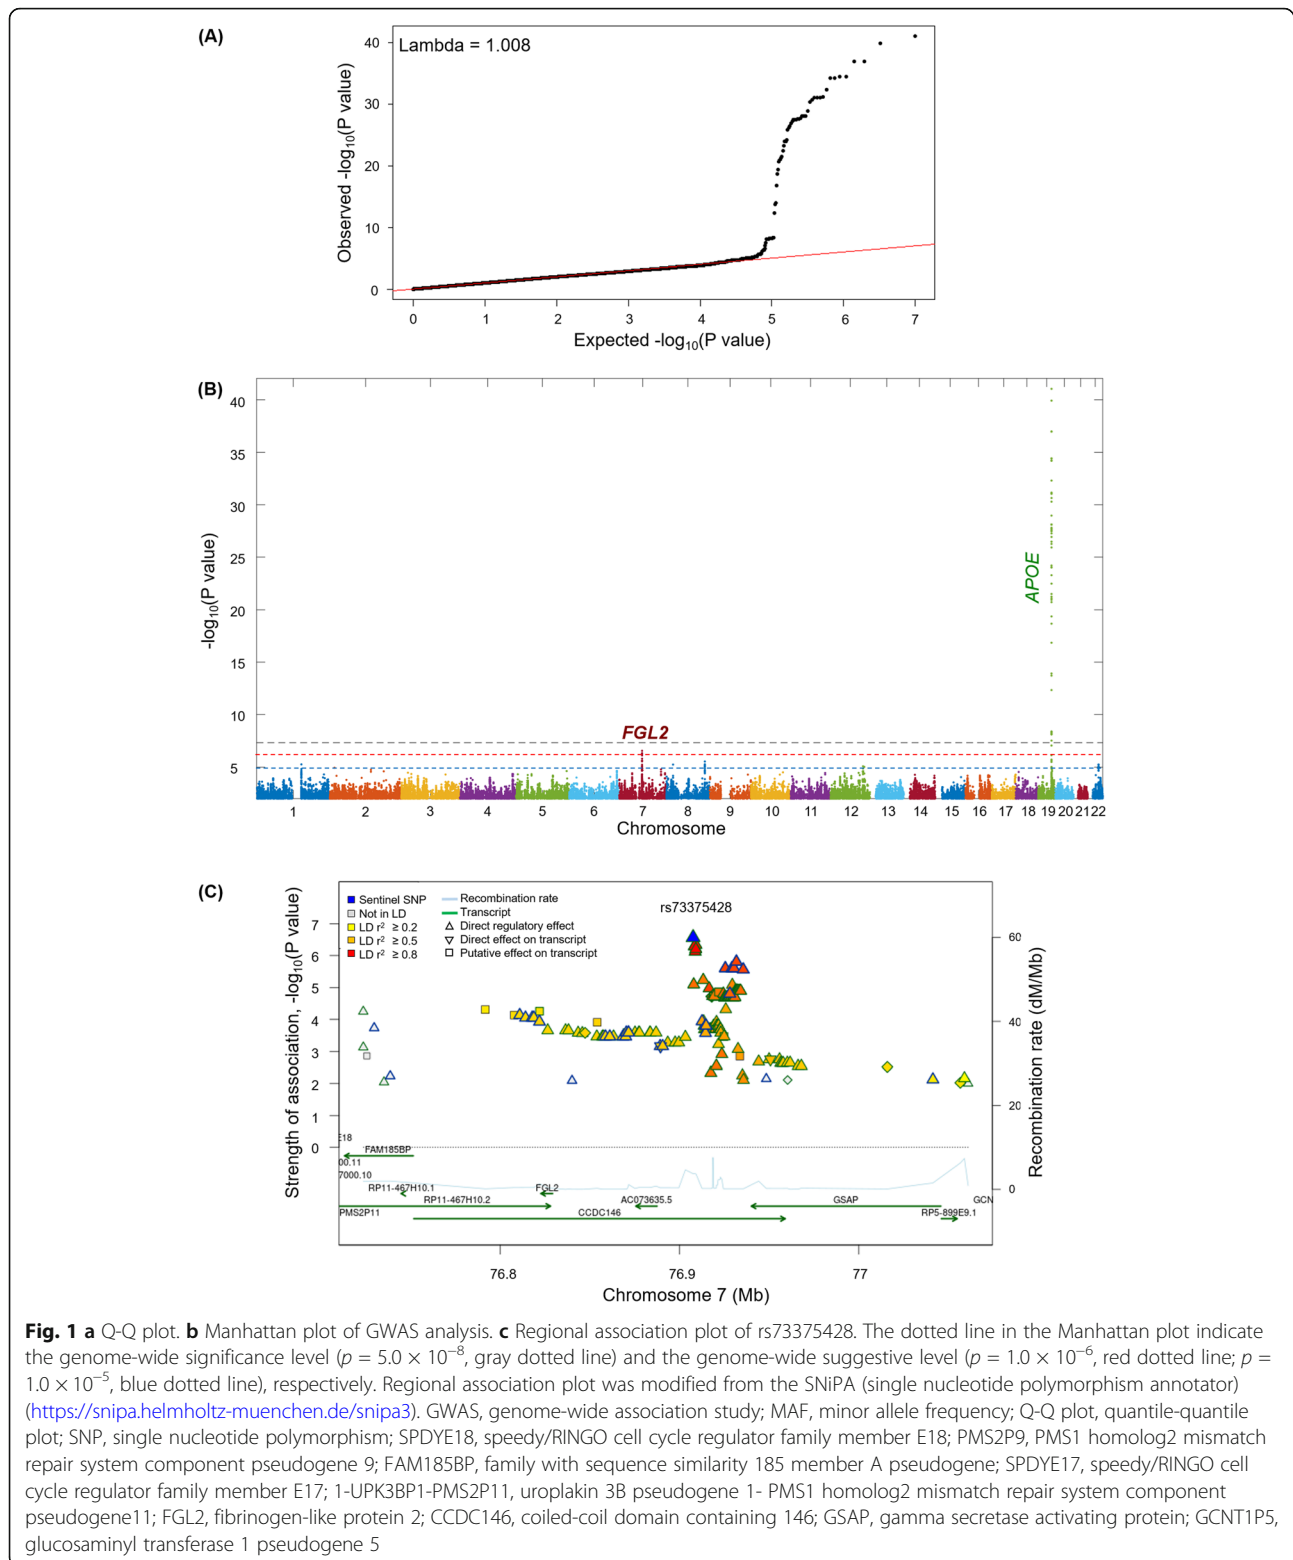 (A)
Lambda = 1.008
40
30
20
10
0
Observed -log10(P value)
0 1 2 3 4 5 6 7
Expected -log10(P value)
(B)
40
35
30
25
20
15
10
5
-log10(P value)
APOE
FGL2
1 2 3 4 5 6 7 8 9 10 11 12 13 14 15 16 17 18 19 20 21 22
Chromosome
(C)
Sentinel SNP
Not in LD
LD r² ≥ 0.2
LD r² ≥ 0.5
LD r² ≥ 0.8
Recombination rate
Transcript
Direct regulatory effect
Direct effect on transcript
Putative effect on transcript
rs73375428
7
6
5
4
3
2
1
0
Strength of association, -log10(P value)
60
40
20
0
Recombination rate (dM/Mb)
E18
FAM185BP
00.11
7000.10
RP11-467H10.1
FGL2
RP11-467H10.2
AC073635.5
GSAP
GCN
PMS2P11
CCDC146
RP5-899E9.1
76.8 76.9 77
Chromosome 7 (Mb)
Fig. 1 a Q-Q plot. b Manhattan plot of GWAS analysis. c Regional association plot of rs73375428. The dotted line in the Manhattan plot indicate
the genome-wide significance level (p = 5.0 × 10⁻⁸, gray dotted line) and the genome-wide suggestive level (p = 1.0 × 10⁻⁶, red dotted line; p =
1.0 × 10⁻⁵, blue dotted line), respectively. Regional association plot was modified from the SNiPA (single nucleotide polymorphism annotator)
(https://snipa.helmholtz-muenchen.de/snipa3). GWAS, genome-wide association study; MAF, minor allele frequency; Q-Q plot, quantile-quantile
plot; SNP, single nucleotide polymorphism; SPDYE18, speedy/RINGO cell cycle regulator family member E18; PMS2P9, PMS1 homolog2 mismatch
repair system component pseudogene 9; FAM185BP, family with sequence similarity 185 member A pseudogene; SPDYE17, speedy/RINGO cell
cycle regulator family member E17; 1-UPK3BP1-PMS2P11, uroplakin 3B pseudogene 1- PMS1 homolog2 mismatch repair system component
pseudogene11; FGL2, fibrinogen-like protein 2; CCDC146, coiled-coil domain containing 146; GSAP, gamma secretase activating protein; GCNT1P5,
glucosaminyl transferase 1 pseudogene 5